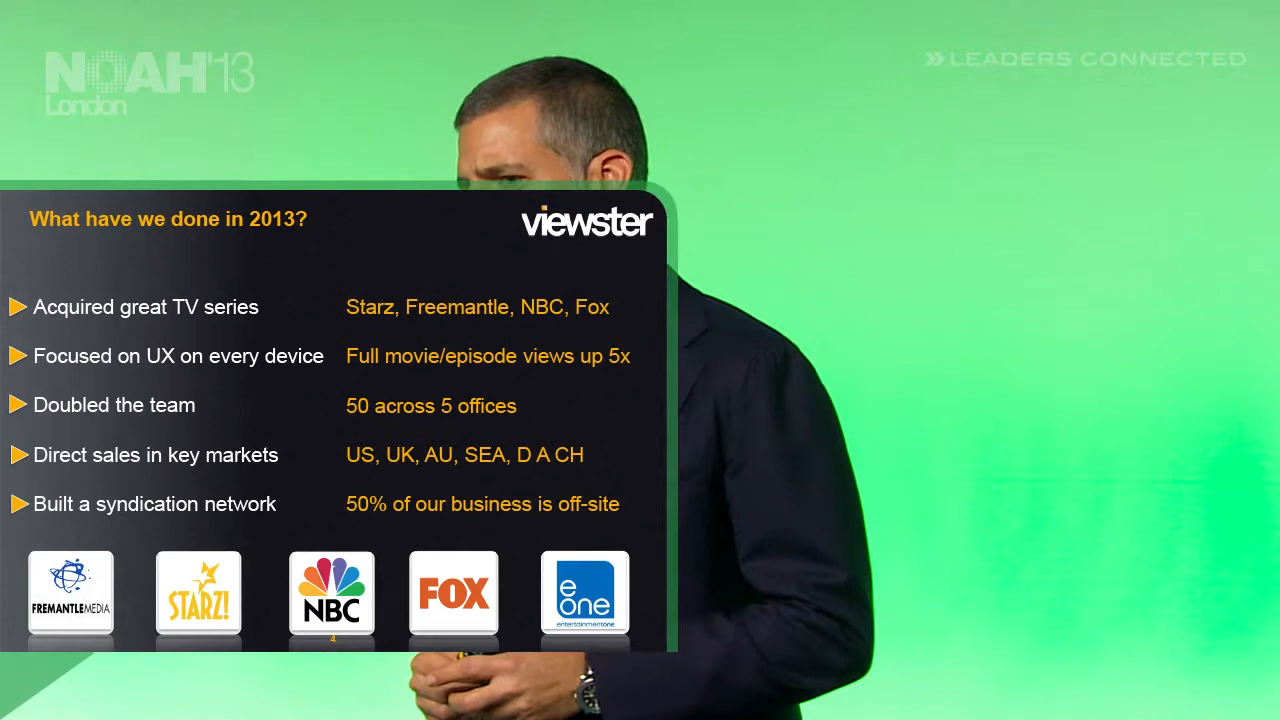 NOAH'13
London
LEADERS CONNECTED
What have we done in 2013?
viewster
Acquired great TV series Starz, Freemantle, NBC, Fox
Focused on UX on every device Full movie/episode views up 5x
Doubled the team 50 across 5 offices
Direct sales in key markets US, UK, AU, SEA, D A CH
Built a syndication network 50% of our business is off-site
FREMANTLEMEDIA
STARZ!
NBC
FOX
e one
entertainmentone
4